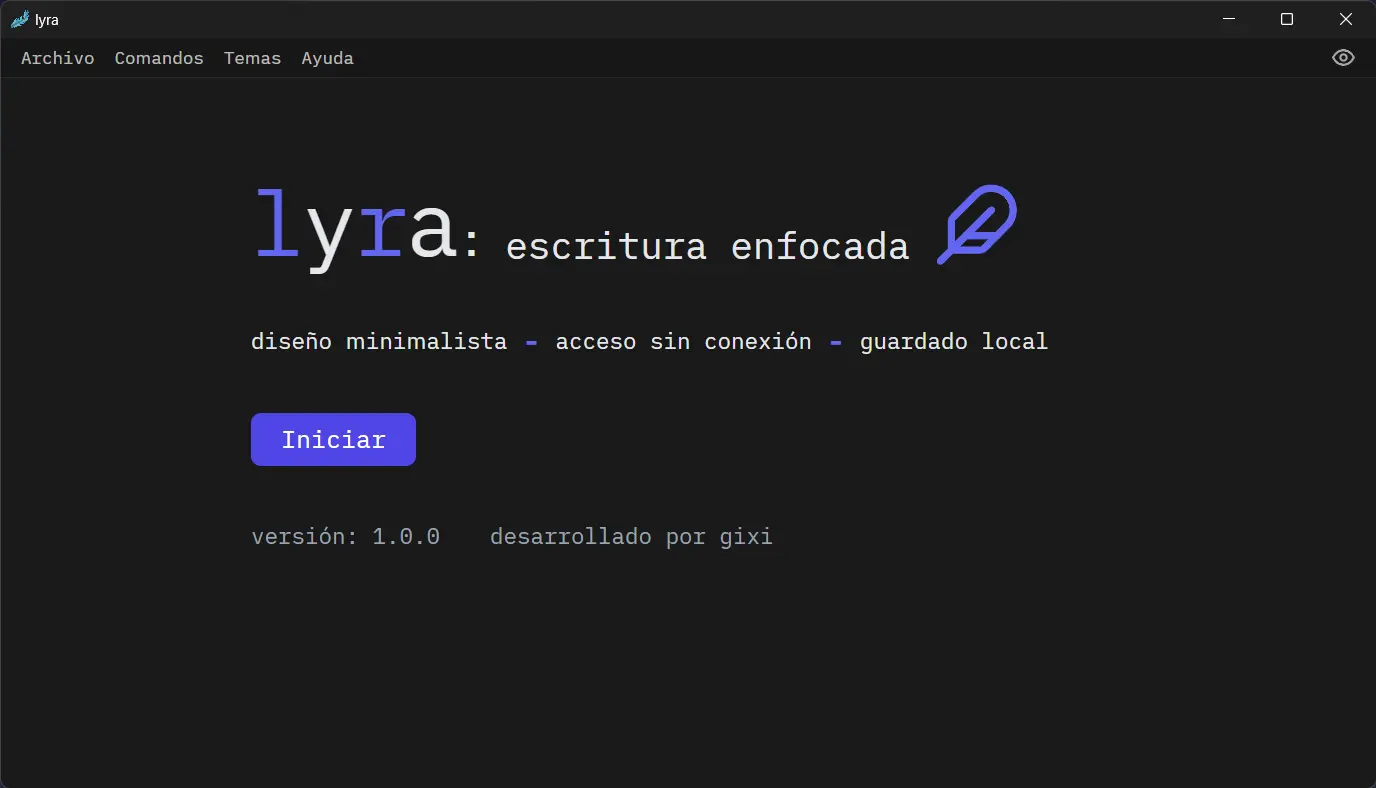 lyra
Archivo Comandos Temas Ayuda
lyra: escritura enfocada
diseño minimalista - acceso sin conexión - guardado local
Iniciar
versión: 1.0.0 desarrollado por gixi